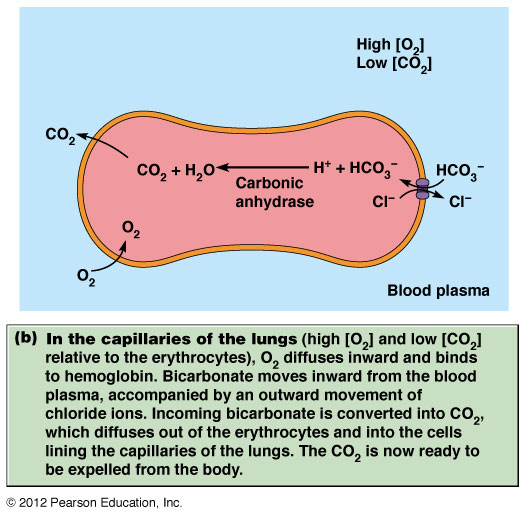 High [O₂]
Low [CO₂]
CO₂
CO₂ + H₂O
H⁺ + HCO₃⁻
HCO₃⁻
Carbonic
anhydrase
Cl⁻
Cl⁻
O₂
O₂
Blood plasma
(b) In the capillaries of the lungs (high [O₂] and low [CO₂]
relative to the erythrocytes), O₂ diffuses inward and binds
to hemoglobin. Bicarbonate moves inward from the blood
plasma, accompanied by an outward movement of
chloride ions. Incoming bicarbonate is converted into CO₂,
which diffuses out of the erythrocytes and into the cells
lining the capillaries of the lungs. The CO₂ is now ready to
be expelled from the body.
© 2012 Pearson Education, Inc.